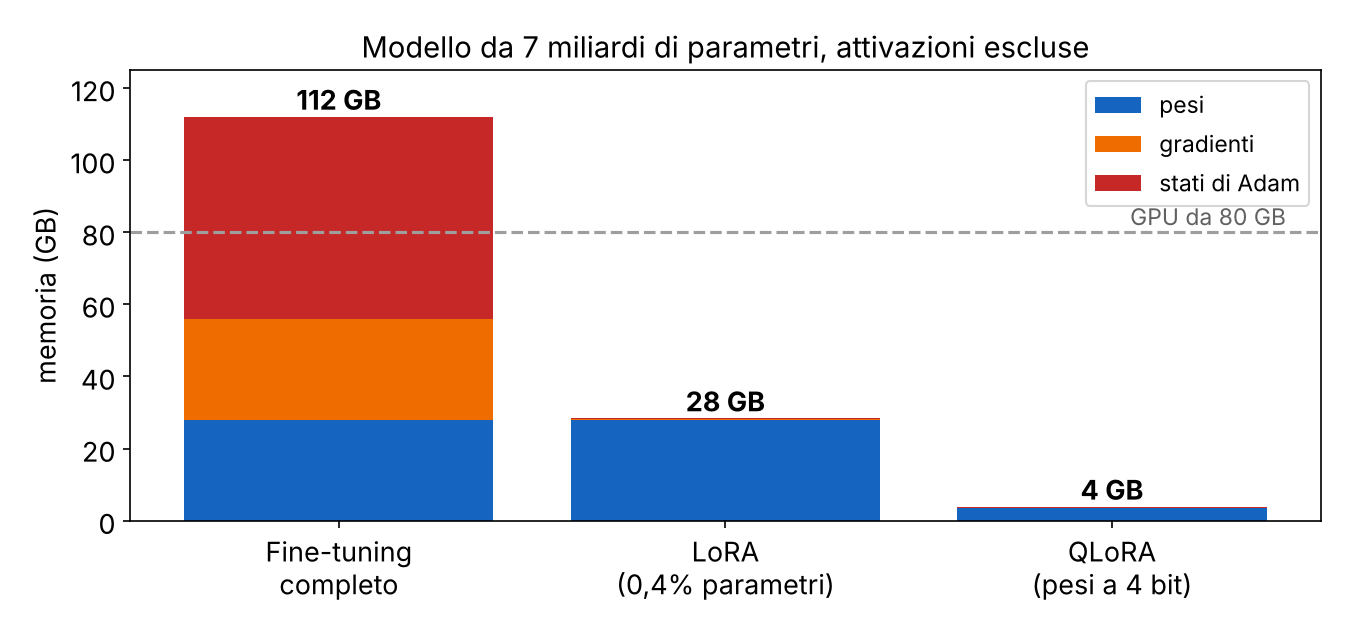 Modello da 7 miliardi di parametri, attivazioni escluse
memoria (GB)
120
100
80
60
40
20
0
112 GB
28 GB
4 GB
pesi
gradienti
stati di Adam
GPU da 80 GB
Fine-tuning
completo
LoRA
(0,4% parametri)
QLoRA
(pesi a 4 bit)